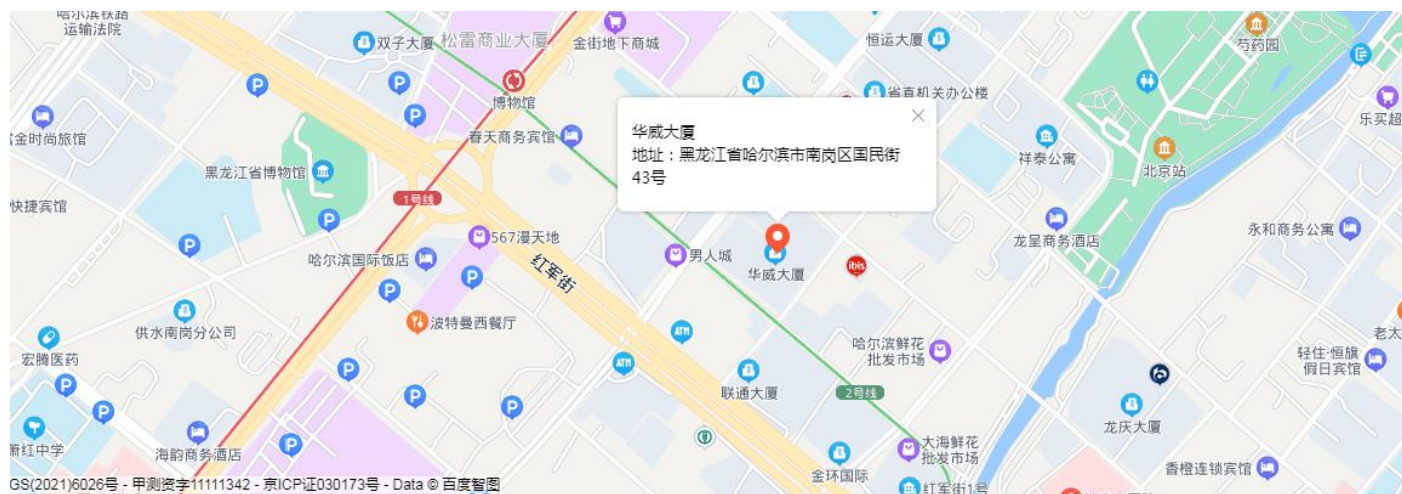 哈尔滨铁路
运输法院
双子大厦
松雷商业大厦
金街地下商城
恒运大厦
芍药园
博物馆
省直机关办公楼
乐买超
富金时尚旅馆
春天商务宾馆
华威大厦
地址：黑龙江省哈尔滨市南岗区国民街
43号
祥泰公寓
北京站
黑龙江省博物馆
1号线
快捷宾馆
567漫天地
龙呈商务酒店
永和商务公寓
哈尔滨国际饭店
红军街
男人城
华威大厦
ibis
供水南岗分公司
波特曼西餐厅
ATM
老太
宏腾医药
ATM
哈尔滨鲜花
批发市场
轻住·恒旗
假日宾馆
联通大厦
2号线
萧红中学
海韵商务酒店
龙庆大厦
大海鲜花
批发市场
金环国际
香橙连锁宾馆
红军街1号
GS(2021)6026号 - 甲测资字11111342 - 京ICP证030173号 - Data © 百度智图